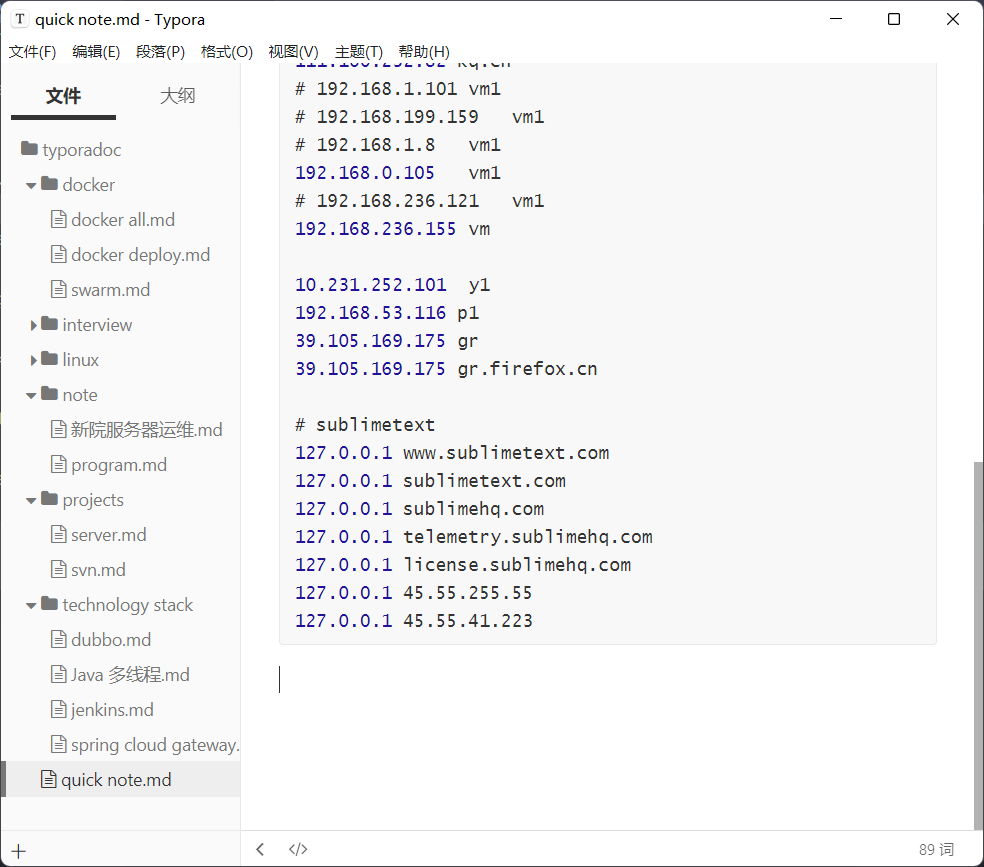 T quick note.md - Typora
文件(F) 编辑(E) 段落(P) 格式(O) 视图(V) 主题(T) 帮助(H)
文件 大纲
typoradoc
docker
docker all.md
docker deploy.md
swarm.md
interview
linux
note
新院服务器运维.md
program.md
projects
server.md
svn.md
technology stack
dubbo.md
Java 多线程.md
jenkins.md
spring cloud gateway.
quick note.md
# 192.168.1.101 vm1
# 192.168.199.159   vm1
# 192.168.1.8   vm1
192.168.0.105   vm1
# 192.168.236.121   vm1
192.168.236.155 vm
10.231.252.101  y1
192.168.53.116 p1
39.105.169.175 gr
39.105.169.175 gr.firefox.cn
# sublimetext
127.0.0.1 www.sublimetext.com
127.0.0.1 sublimetext.com
127.0.0.1 sublimehq.com
127.0.0.1 telemetry.sublimehq.com
127.0.0.1 license.sublimehq.com
127.0.0.1 45.55.255.55
127.0.0.1 45.55.41.223
+ < </> 89 词